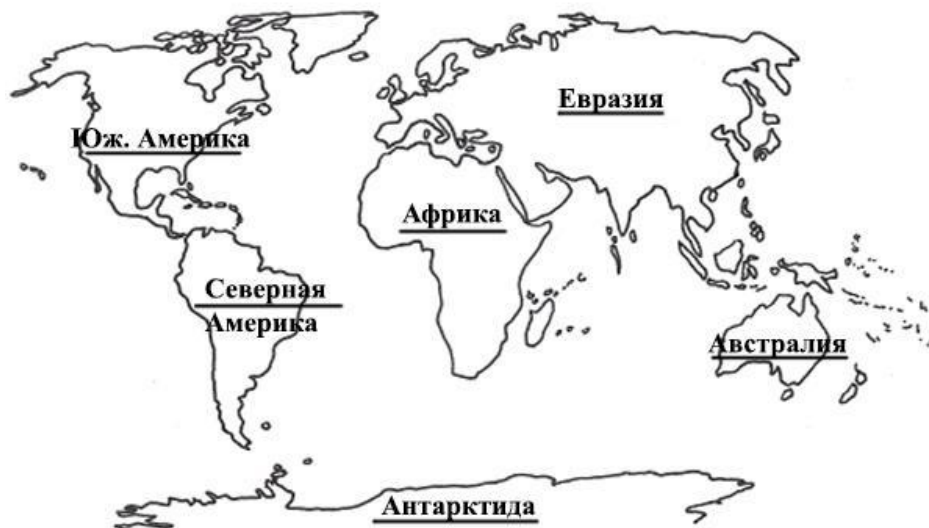 Евразия
Юж. Америка
Африка
Северная
Америка
Австралия
Антарктида